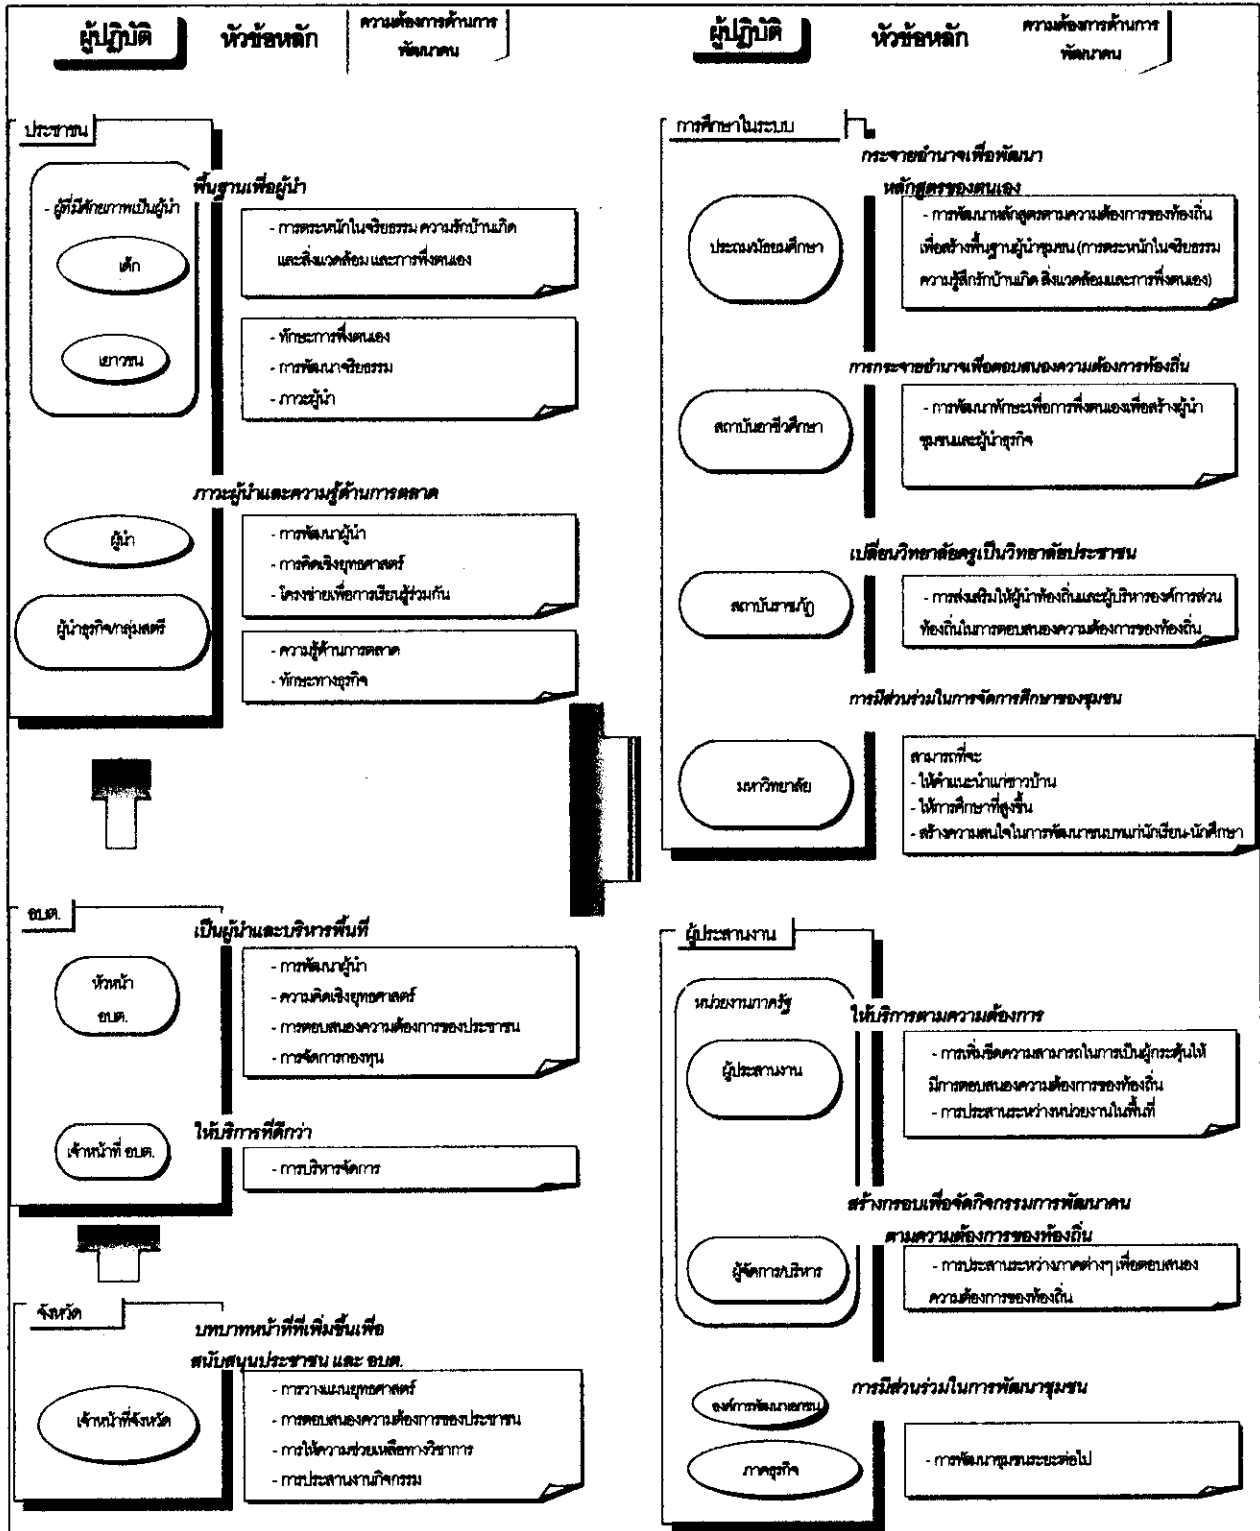 ผู้ปฏิบัติ
หัวข้อหลัก
ความต้องการด้านการ
พัฒนาคน
ประชาชน
พื้นฐานเพื่อผู้นำ
- ผู้ที่มีศักยภาพเป็นผู้นำ
เด็ก
- การตระหนักในจริยธรรม ความรักบ้านเกิด
และสิ่งแวดล้อม และการพึ่งตนเอง
เยาวชน
- ทักษะการพึ่งตนเอง
- การพัฒนาจริยธรรม
- ภาวะผู้นำ
ภาวะผู้นำและความรู้ด้านการตลาด
ผู้นำ
- การพัฒนาผู้นำ
- การคิดเชิงยุทธศาสตร์
- โครงข่ายเพื่อการเรียนรู้ร่วมกัน
ผู้นำธุรกิจ/กลุ่มสตรี
- ความรู้ด้านการตลาด
- ทักษะทางธุรกิจ
อบต.
เป็นผู้นำและบริหารพื้นที่
หัวหน้า
อบต.
- การพัฒนาผู้นำ
- ความคิดเชิงยุทธศาสตร์
- การตอบสนองความต้องการของประชาชน
- การจัดการกองทุน
ให้บริการที่ดีกว่า
เจ้าหน้าที่ อบต.
- การบริหารจัดการ
จังหวัด
บทบาทหน้าที่ที่เพิ่มขึ้นเพื่อ
สนับสนุนประชาชน และ อบต.
เจ้าหน้าที่จังหวัด
- การวางแผนยุทธศาสตร์
- การตอบสนองความต้องการของประชาชน
- การให้ความช่วยเหลือทางวิชาการ
- การประสานงานกิจกรรม
ผู้ปฏิบัติ
หัวข้อหลัก
ความต้องการด้านการ
พัฒนาคน
การศึกษาในระบบ
กระจายอำนาจเพื่อพัฒนา
หลักสูตรของตนเอง
ประถม/มัธยมศึกษา
- การพัฒนาหลักสูตรตามความต้องการของท้องถิ่น
เพื่อสร้างพื้นฐานผู้นำชุมชน (การตระหนักในจริยธรรม
ความรู้สึกรักบ้านเกิด สิ่งแวดล้อมและการพึ่งตนเอง)
การกระจายอำนาจเพื่อตอบสนองความต้องการท้องถิ่น
สถาบันอาชีวศึกษา
- การพัฒนาทักษะเพื่อการพึ่งตนเองเพื่อสร้างผู้นำ
ชุมชนและผู้นำธุรกิจ
เปลี่ยนวิทยาลัยครูเป็นวิทยาลัยประชาชน
สถาบันราชภัฏ
- การส่งเสริมให้ผู้นำท้องถิ่นและผู้บริหารองค์การส่วน
ท้องถิ่นในการตอบสนองความต้องการของท้องถิ่น
การมีส่วนร่วมในการจัดการศึกษาของชุมชน
มหาวิทยาลัย
สามารถที่จะ
- ให้คำแนะนำแก่ชาวบ้าน
- ให้การศึกษาที่สูงขึ้น
- สร้างความสนใจในการพัฒนาชนบทแก่นักเรียน-นักศึกษา
ผู้ประสานงาน
หน่วยงานภาครัฐ
ให้บริการตามความต้องการ
ผู้ประสานงาน
- การเพิ่มขีดความสามารถในการเป็นผู้กระตุ้นให้
มีการตอบสนองความต้องการของท้องถิ่น
- การประสานระหว่างหน่วยงานในพื้นที่
สร้างกรอบเพื่อจัดกิจกรรมการพัฒนาคน
ตามความต้องการของท้องถิ่น
ผู้จัดการ/บริหาร
- การประสานระหว่างภาคต่างๆ เพื่อตอบสนอง
ความต้องการของท้องถิ่น
การมีส่วนร่วมในการพัฒนาชุมชน
องค์การพัฒนาเอกชน
ภาคธุรกิจ
- การพัฒนาชุมชนระยะต่อไป